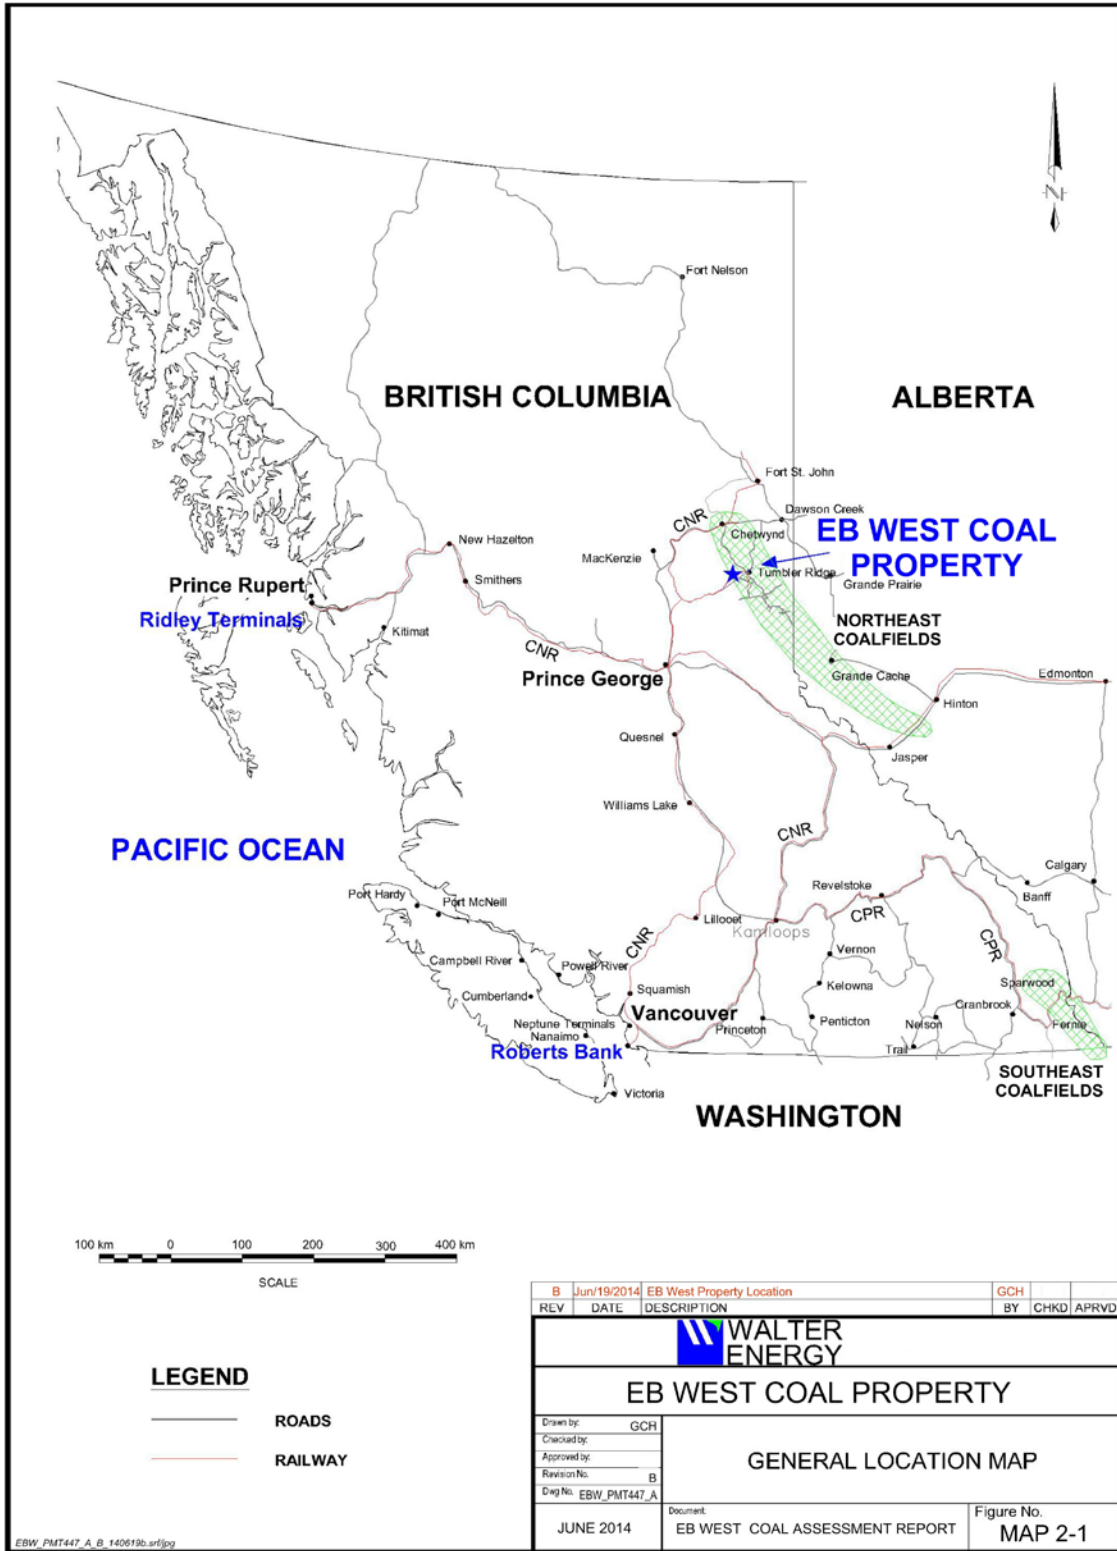 Fort Nelson
BRITISH COLUMBIA
ALBERTA
Fort St. John
Dawson Creek
CNR
Chetwynd
EB WEST COAL
PROPERTY
New Hazelton
MacKenzie
Tumbler Ridge
Smithers
Grande Prairie
Prince Rupert
Ridley Terminals
Kitimat
NORTHEAST
COALFIELDS
CNR
Prince George
Grande Cache
Edmonton
Hinton
Quesnel
Jasper
Williams Lake
CNR
PACIFIC OCEAN
Calgary
Revelstoke
Banff
Port Hardy
Port McNeill
CPR
Lillooet
Kamloops
CNR
CPR
Vernon
Campbell River
Powell River
Sparwood
Kelowna
Squamish
Cumberland
Cranbrook
Vancouver
Neptune Terminals
Princeton
Penticton
Nelson
Fernie
Nanaimo
Roberts Bank
Trail
SOUTHEAST
COALFIELDS
Victoria
WASHINGTON
N
100 km 0 100 200 300 400 km
SCALE
LEGEND
ROADS
RAILWAY
B Jun/19/2014 EB West Property Location GCH
REV DATE DESCRIPTION BY CHKD APRVD
WALTER
ENERGY
EB WEST COAL PROPERTY
Drawn by: GCH
Checked by:
Approved by:
Revision No. B
Dwg No. EBW_PMT447_A
GENERAL LOCATION MAP
JUNE 2014
Document:
EB WEST COAL ASSESSMENT REPORT
Figure No.
MAP 2-1
EBW_PMT447_A_B_140619b.srf/jpg